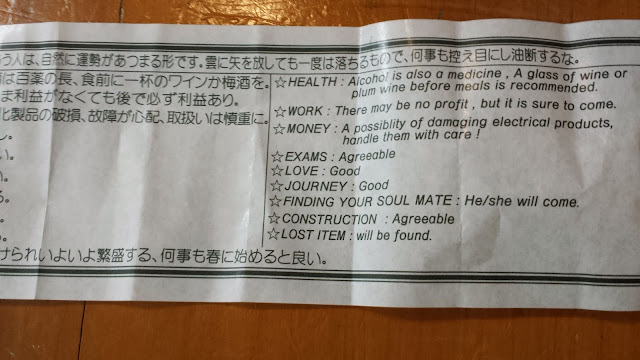 う人は、自然に運勢があつまる形です。雲に矢を放しても一度は落ちるもので、何事も控え目にし油断するな。
は百薬の長、食前に一杯のワインか梅酒を。
ま利益がなくても後で必ず利益あり。
化製品の破損、故障が心配、取扱いは慎重に。
し。
い。
い。
る。
い。
。
☆HEALTH : Alcohol is also a medicine , A glass of wine or
plum wine before meals is recommended.
☆WORK : There may be no profit , but it is sure to come.
☆MONEY : A possiblity of damaging electrical products,
handle them with care !
☆EXAMS : Agreeable
☆LOVE : Good
☆JOURNEY : Good
☆FINDING YOUR SOUL MATE : He/she will come.
☆CONSTRUCTION : Agreeable
☆LOST ITEM : will be found.
けられいよいよ繁盛する、何事も春に始めると良い。